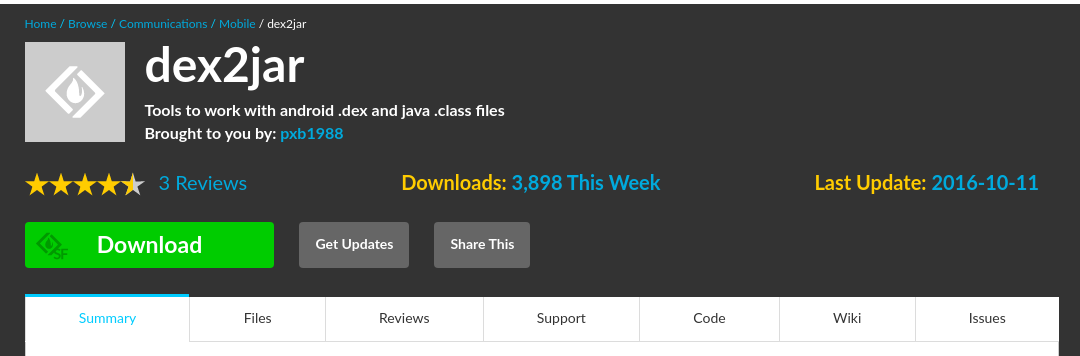 Home / Browse / Communications / Mobile / dex2jar
dex2jar
Tools to work with android .dex and java .class files
Brought to you by: pxb1988
3 Reviews
Downloads: 3,898 This Week
Last Update: 2016-10-11
SF
Download
Get Updates
Share This
Summary
Files
Reviews
Support
Code
Wiki
Issues